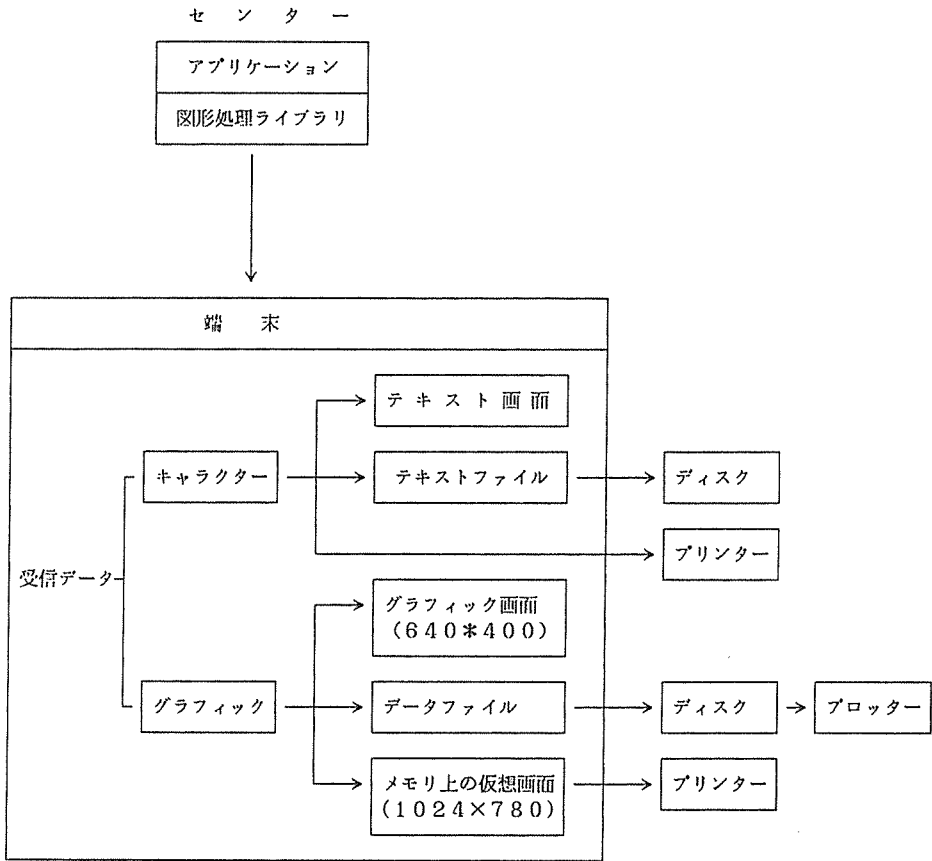 センター
アプリケーション
図形処理ライブラリ
端末
テキスト画面
キャラクター
テキストファイル
ディスク
プリンター
受信データ
グラフィック画面
(640*400)
グラフィック
データファイル
ディスク
プロッター
メモリ上の仮想画面
(1024×780)
プリンター